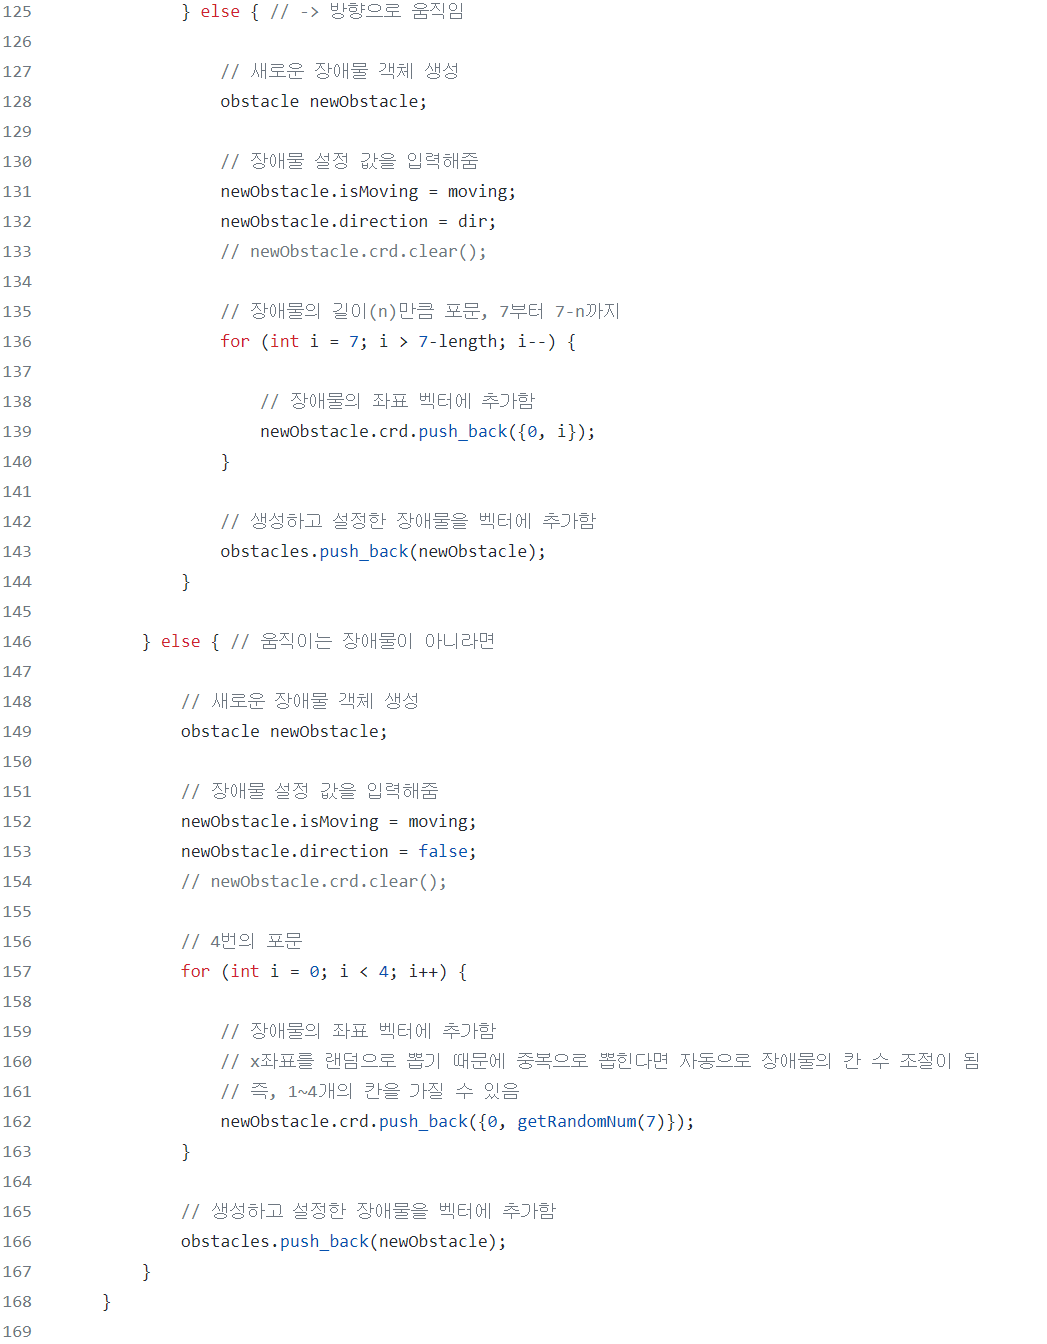 125 } else { // -> 방향으로 움직임
126
127 // 새로운 장애물 객체 생성
128 obstacle newObstacle;
129
130 // 장애물 설정 값을 입력해줌
131 newObstacle.isMoving = moving;
132 newObstacle.direction = dir;
133 // newObstacle.crd.clear();
134
135 // 장애물의 길이(n)만큼 포문, 7부터 7-n까지
136 for (int i = 7; i > 7-length; i--) {
137
138 // 장애물의 좌표 벡터에 추가함
139 newObstacle.crd.push_back({0, i});
140 }
141
142 // 생성하고 설정한 장애물을 벡터에 추가함
143 obstacles.push_back(newObstacle);
144 }
145
146 } else { // 움직이는 장애물이 아니라면
147
148 // 새로운 장애물 객체 생성
149 obstacle newObstacle;
150
151 // 장애물 설정 값을 입력해줌
152 newObstacle.isMoving = moving;
153 newObstacle.direction = false;
154 // newObstacle.crd.clear();
155
156 // 4번의 포문
157 for (int i = 0; i < 4; i++) {
158
159 // 장애물의 좌표 벡터에 추가함
160 // x좌표를 랜덤으로 뽑기 때문에 중복으로 뽑힌다면 자동으로 장애물의 칸 수 조절이 됨
161 // 즉, 1~4개의 칸을 가질 수 있음
162 newObstacle.crd.push_back({0, getRandomNum(7)});
163 }
164
165 // 생성하고 설정한 장애물을 벡터에 추가함
166 obstacles.push_back(newObstacle);
167 }
168 }
169